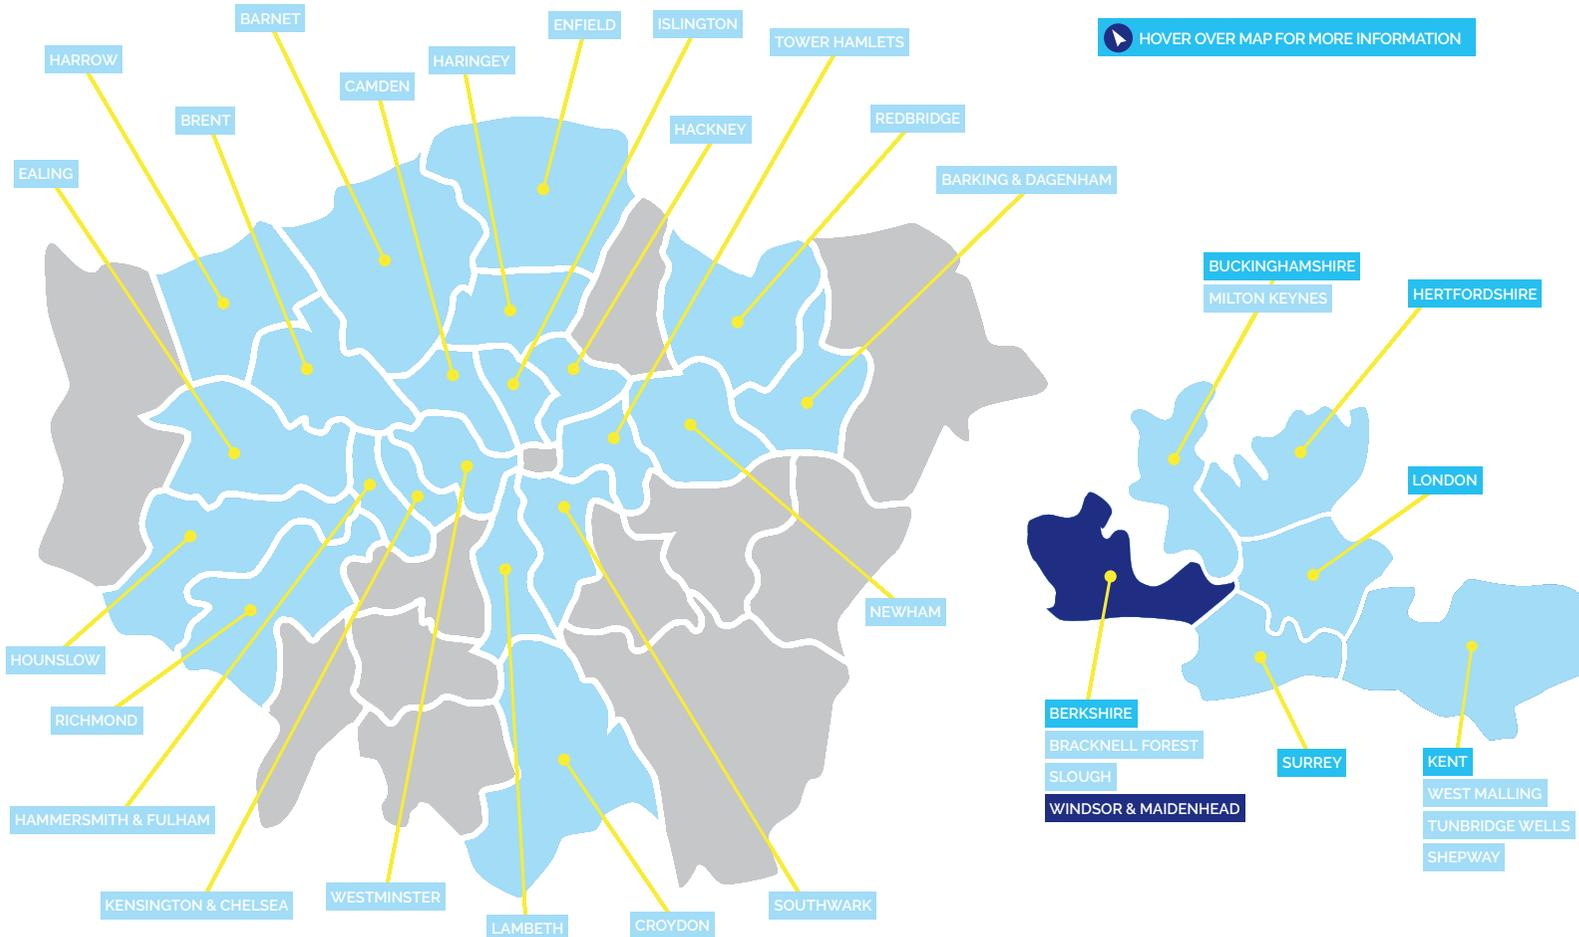 BARNET
ENFIELD
ISLINGTON
HOVER OVER MAP FOR MORE INFORMATION
HARROW
HARINGEY
TOWER HAMLETS
CAMDEN
BRENT
HACKNEY
REDBRIDGE
EALING
BARKING & DAGENHAM
BUCKINGHAMSHIRE
MILTON KEYNES
HERTFORDSHIRE
LONDON
NEWHAM
HOUNSLOW
RICHMOND
HAMMERSMITH & FULHAM
KENSINGTON & CHELSEA
WESTMINSTER
LAMBETH
CROYDON
SOUTHWARK
BERKSHIRE
BRACKNELL FOREST
SLOUGH
WINDSOR & MAIDENHEAD
SURREY
KENT
WEST MALLING
TUNBRIDGE WELLS
SHEPWAY